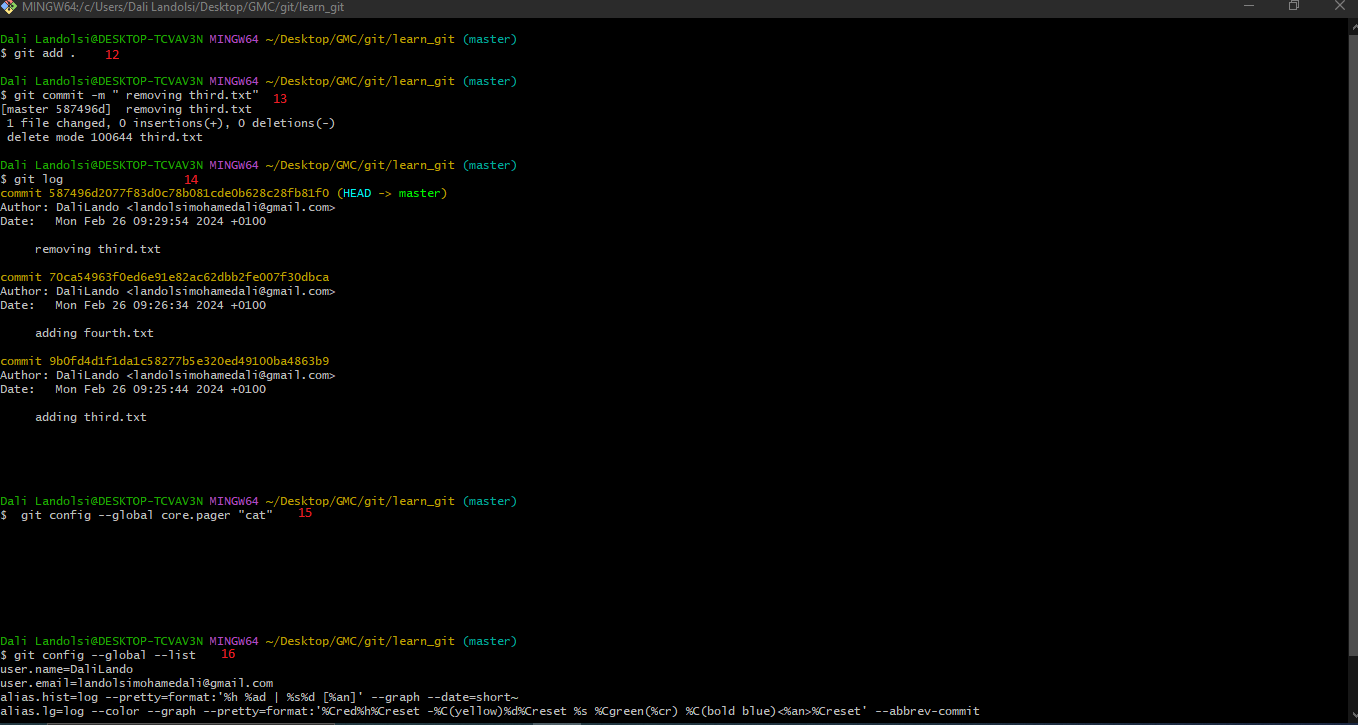 MINGW64:/c/Users/Dali Landolsi/Desktop/GMC/git/learn_git
Dali Landolsi@DESKTOP-TCVAV3N MINGW64 ~/Desktop/GMC/git/learn_git (master)
$ git add . 12
Dali Landolsi@DESKTOP-TCVAV3N MINGW64 ~/Desktop/GMC/git/learn_git (master)
$ git commit -m " removing third.txt" 13
[master 587496d]  removing third.txt
 1 file changed, 0 insertions(+), 0 deletions(-)
 delete mode 100644 third.txt
Dali Landolsi@DESKTOP-TCVAV3N MINGW64 ~/Desktop/GMC/git/learn_git (master)
$ git log 14
commit 587496d2077f83d0c78b081cde0b628c28fb81f0 (HEAD -> master)
Author: DaliLando <landolsimohamedali@gmail.com>
Date:   Mon Feb 26 09:29:54 2024 +0100
     removing third.txt
commit 70ca54963f0ed6e91e82ac62dbb2fe007f30dbca
Author: DaliLando <landolsimohamedali@gmail.com>
Date:   Mon Feb 26 09:26:34 2024 +0100
     adding fourth.txt
commit 9b0fd4d1f1da1c58277b5e320ed49100ba4863b9
Author: DaliLando <landolsimohamedali@gmail.com>
Date:   Mon Feb 26 09:25:44 2024 +0100
     adding third.txt
Dali Landolsi@DESKTOP-TCVAV3N MINGW64 ~/Desktop/GMC/git/learn_git (master)
$  git config --global core.pager "cat" 15
Dali Landolsi@DESKTOP-TCVAV3N MINGW64 ~/Desktop/GMC/git/learn_git (master)
$ git config --global --list 16
user.name=DaliLando
user.email=landolsimohamedali@gmail.com
alias.hist=log --pretty=format:'%h %ad | %s%d [%an]' --graph --date=short~
alias.lg=log --color --graph --pretty=format:'%Cred%h%Creset -%C(yellow)%d%Creset %s %Cgreen(%cr) %C(bold blue)<%an>%Creset' --abbrev-commit